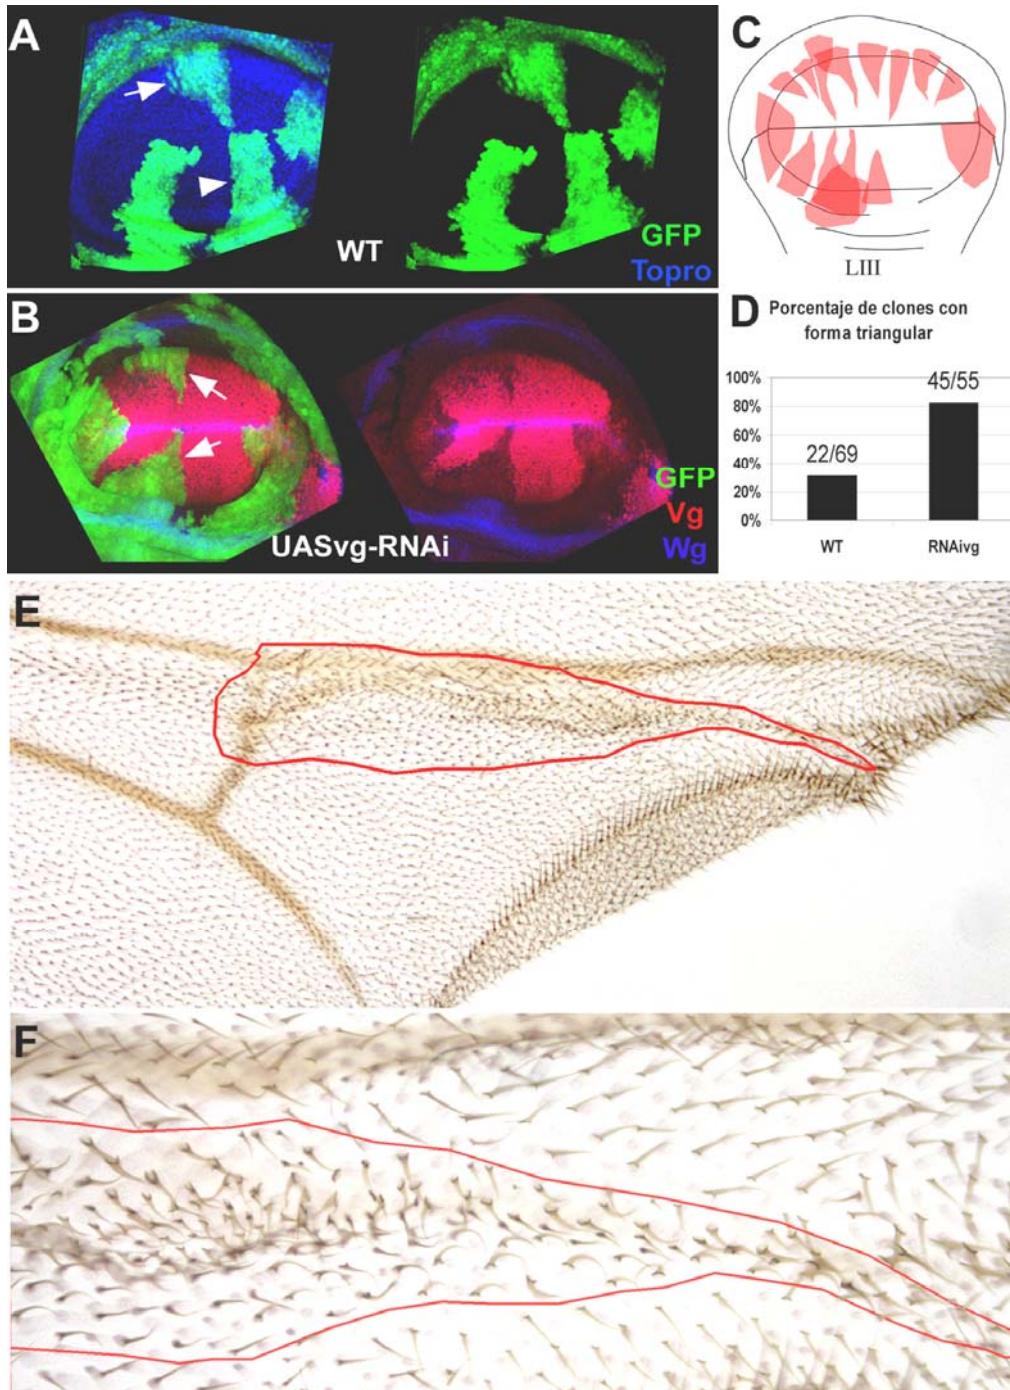 A
WT
GFP
Topro
C
LIII
B
UASvg-RNAi
GFP
Vg
Wg
D Porcentaje de clones con
forma triangular
100%
80%
60%
40%
20%
0%
22/69
45/55
WT
RNAivg
E
F